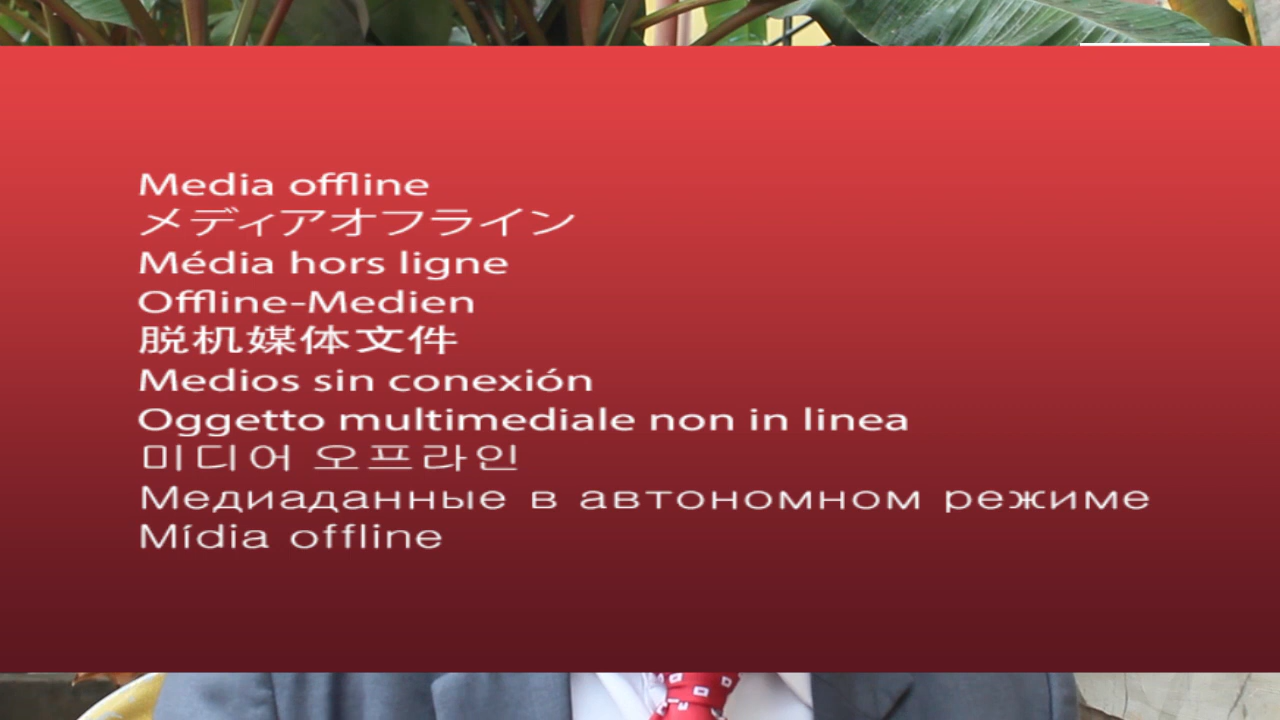 Media offline
メディアオフライン
Média hors ligne
Offline-Medien
脱机媒体文件
Medios sin conexión
Oggetto multimediale non in linea
미디어 오프라인
Медиаданные в автономном режиме
Mídia offline